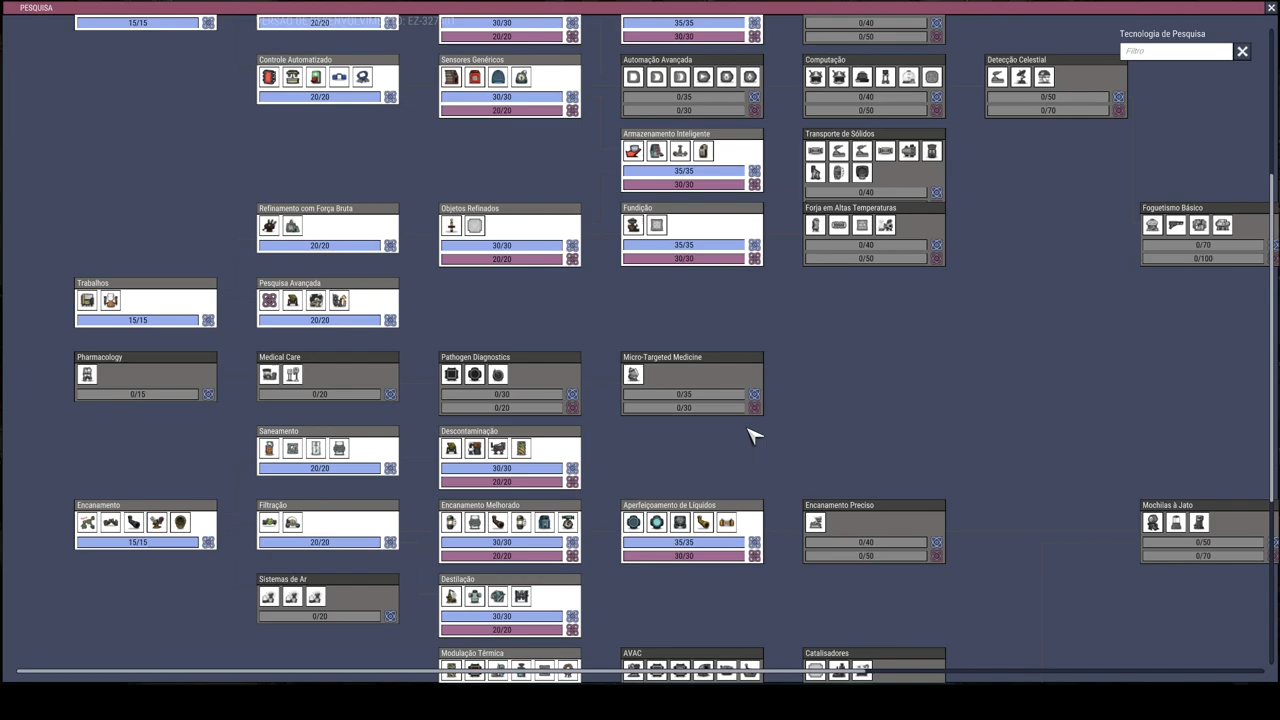 PESQUISA
15/15
20/20
30/30
20/20
35/35
30/30
0/40
0/50
Tecnologia de Pesquisa
Filtro
Controle Automatizado
20/20
Sensores Genéricos
30/30
20/20
Automação Avançada
0/35
0/30
Computação
0/40
0/50
Detecção Celestial
0/50
0/70
Armazenamento Inteligente
35/35
30/30
Transporte de Sólidos
0/40
Refinamento com Força Bruta
20/20
Objetos Refinados
30/30
20/20
Fundição
35/35
30/30
Forja em Altas Temperaturas
0/40
0/50
Foguetismo Básico
0/70
0/100
Trabalhos
15/15
Pesquisa Avançada
20/20
Pharmacology
0/15
Medical Care
0/20
Pathogen Diagnostics
0/30
0/20
Micro-Targeted Medicine
0/35
0/30
Saneamento
20/20
Descontaminação
30/30
20/20
Encanamento
15/15
Filtração
20/20
Encanamento Melhorado
30/30
20/20
Aperfeiçoamento de Líquidos
35/35
30/30
Encanamento Preciso
0/40
0/50
Mochilas à Jato
0/50
0/70
Sistemas de Ar
0/20
Destilação
30/30
20/20
Modulação Térmica
AVAC
Catalisadores